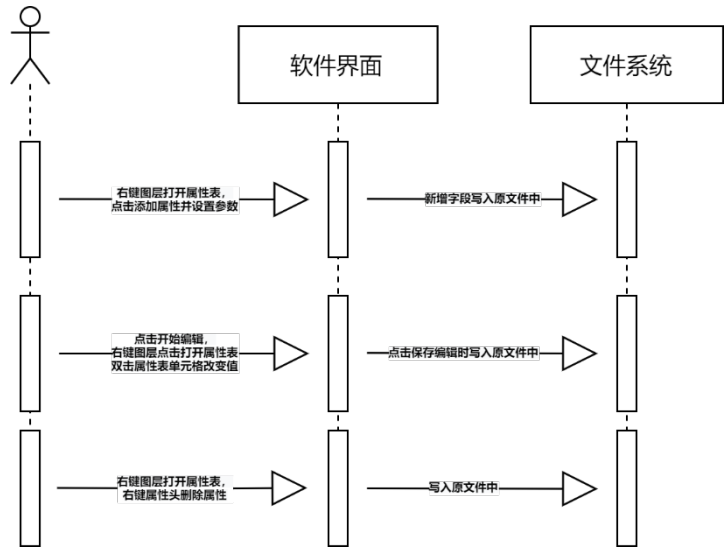 软件界面
文件系统
右键图层打开属性表，
点击添加属性并设置参数
新增字段写入原文件中
点击开始编辑，
右键图层点击打开属性表
双击属性表单元格改变值
点击保存编辑时写入原文件中
右键图层打开属性表，
右键属性头删除属性
写入原文件中